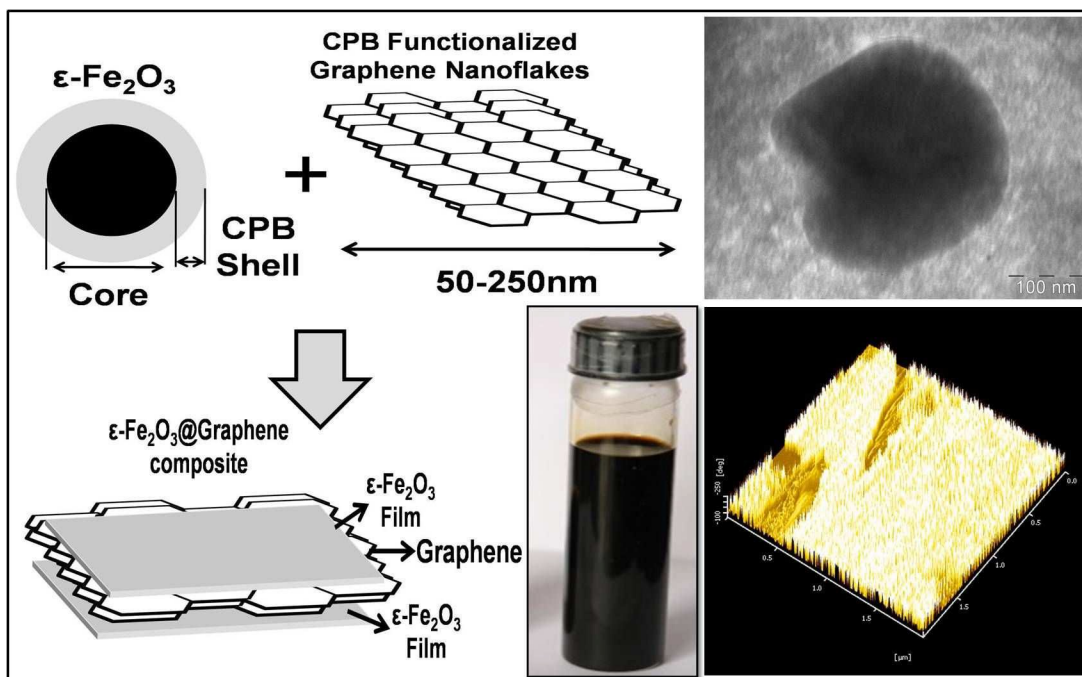 ε-Fe₂O₃
CPB
Shell
Core
+
CPB Functionalized
Graphene Nanoflakes
50-250nm
100 nm
ε-Fe₂O₃@Graphene
composite
ε-Fe₂O₃
Film
Graphene
ε-Fe₂O₃
Film
-250 [deg]
-100
0.5
1.0
1.5
0.0
0.5
1.0
1.5
[µm]